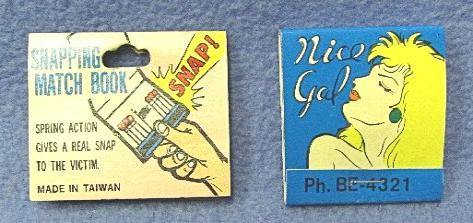 SNAPPING
MATCH BOOK
SNAP!
SPRING ACTION
GIVES A REAL SNAP
TO THE VICTIM.
MADE IN TAIWAN
Nice
Gal
Ph. BE-4321